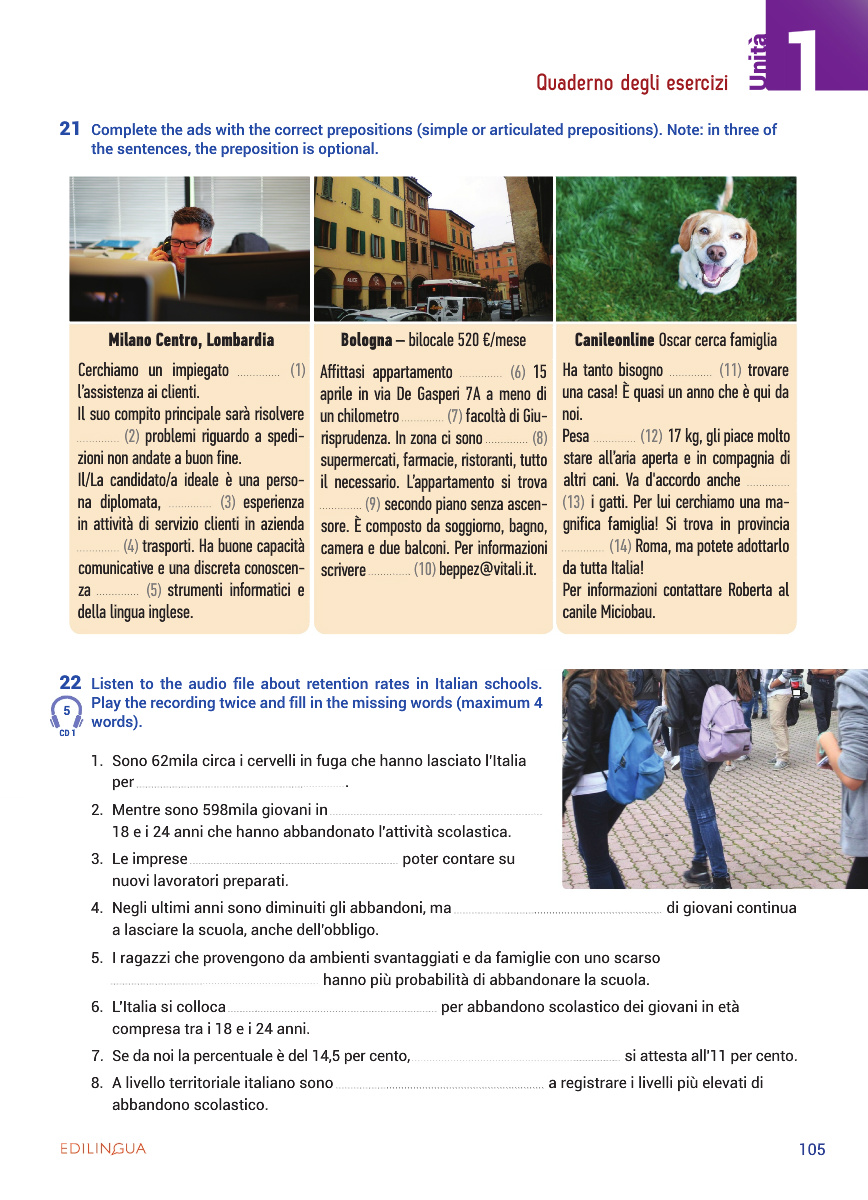 Unità 1
Quaderno degli esercizi
21 Complete the ads with the correct prepositions (simple or articulated prepositions). Note: in three of
the sentences, the preposition is optional.
Milano Centro, Lombardia
Cerchiamo un impiegato ............. (1)
l'assistenza ai clienti.
Il suo compito principale sarà risolvere
............. (2) problemi riguardo a spedi-
zioni non andate a buon fine.
Il/La candidato/a ideale è una perso-
na diplomata, ............. (3) esperienza
in attività di servizio clienti in azienda
............. (4) trasporti. Ha buone capacità
comunicative e una discreta conoscen-
za ............. (5) strumenti informatici e
della lingua inglese.
Bologna – bilocale 520 €/mese
Affittasi appartamento ............. (6) 15
aprile in via De Gasperi 7A a meno di
un chilometro ............. (7) facoltà di Giu-
risprudenza. In zona ci sono ............. (8)
supermercati, farmacie, ristoranti, tutto
il necessario. L'appartamento si trova
............. (9) secondo piano senza ascen-
sore. È composto da soggiorno, bagno,
camera e due balconi. Per informazioni
scrivere ............. (10) beppez@vitali.it.
Canileonline Oscar cerca famiglia
Ha tanto bisogno ............. (11) trovare
una casa! È quasi un anno che è qui da
noi.
Pesa ............. (12) 17 kg, gli piace molto
stare all'aria aperta e in compagnia di
altri cani. Va d'accordo anche .............
(13) i gatti. Per lui cerchiamo una ma-
gnifica famiglia! Si trova in provincia
............. (14) Roma, ma potete adottarlo
da tutta Italia!
Per informazioni contattare Roberta al
canile Miciobau.
22 Listen to the audio file about retention rates in Italian schools.
Play the recording twice and fill in the missing words (maximum 4
words).
5
CD 1
1. Sono 62mila circa i cervelli in fuga che hanno lasciato l'Italia
per ............. .
2. Mentre sono 598mila giovani in .............
18 e i 24 anni che hanno abbandonato l'attività scolastica.
3. Le imprese ............. poter contare su
nuovi lavoratori preparati.
4. Negli ultimi anni sono diminuiti gli abbandoni, ma ............. di giovani continua
a lasciare la scuola, anche dell'obbligo.
5. I ragazzi che provengono da ambienti svantaggiati e da famiglie con uno scarso
............. hanno più probabilità di abbandonare la scuola.
6. L'Italia si colloca ............. per abbandono scolastico dei giovani in età
compresa tra i 18 e i 24 anni.
7. Se da noi la percentuale è del 14,5 per cento, ............. si attesta all'11 per cento.
8. A livello territoriale italiano sono ............. a registrare i livelli più elevati di
abbandono scolastico.
EDILINGUA
105